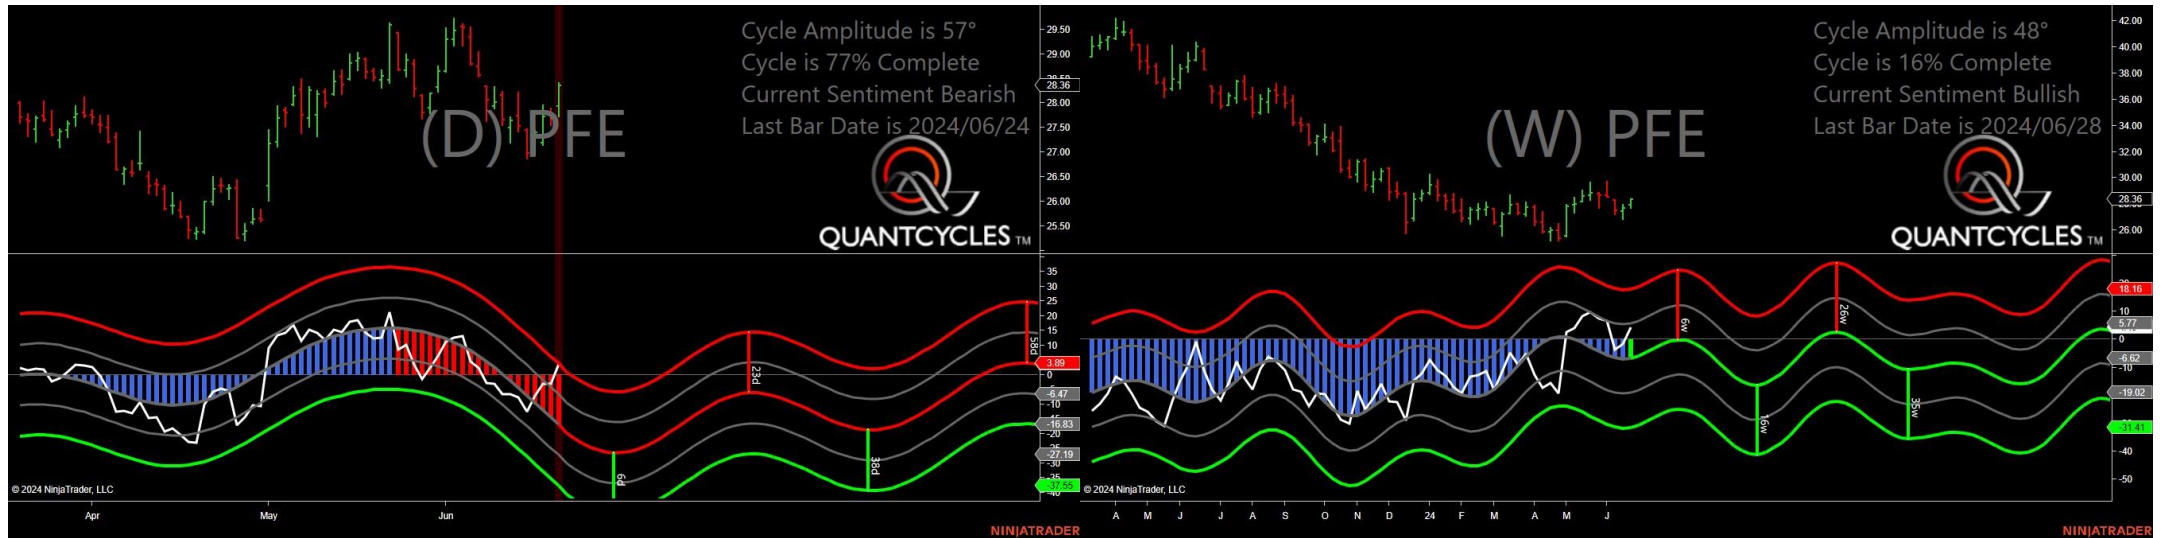 Cycle Amplitude is 57°
Cycle is 77% Complete
Current Sentiment Bearish
Last Bar Date is 2024/06/24
(D) PFE
QUANTCYCLES TM
29.50
29.00
28.36
28.00
27.50
27.00
26.50
26.00
25.50
35
30
25
20
15
10
3.89
0
-6.47
-10
-16.83
-20
-27.19
-30
-37.55
23d
58d
38d
6d
© 2024 NinjaTrader, LLC
Apr
May
Jun
NINJATRADER
Cycle Amplitude is 48°
Cycle is 16% Complete
Current Sentiment Bullish
Last Bar Date is 2024/06/28
(W) PFE
QUANTCYCLES TM
42.00
40.00
38.00
36.00
34.00
32.00
30.00
28.36
26.00
18.16
5.77
0
-6.62
-10
-19.02
-31.41
-40
-50
6w
26w
16w
35w
© 2024 NinjaTrader, LLC
A M J J A S O N D 24 F M A M J
NINJATRADER